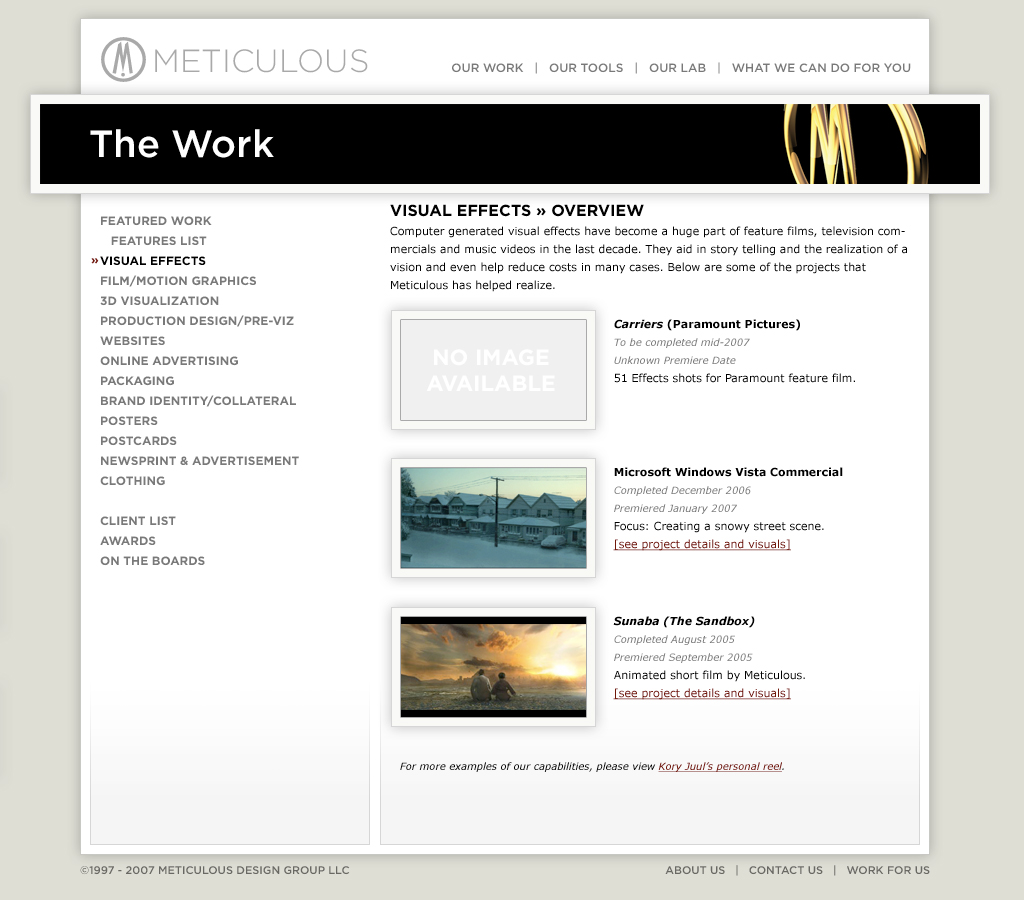 METICULOUS
OUR WORK | OUR TOOLS | OUR LAB | WHAT WE CAN DO FOR YOU
The Work
FEATURED WORK
FEATURES LIST
» VISUAL EFFECTS
FILM/MOTION GRAPHICS
3D VISUALIZATION
PRODUCTION DESIGN/PRE-VIZ
WEBSITES
ONLINE ADVERTISING
PACKAGING
BRAND IDENTITY/COLLATERAL
POSTERS
POSTCARDS
NEWSPRINT & ADVERTISEMENT
CLOTHING
CLIENT LIST
AWARDS
ON THE BOARDS
VISUAL EFFECTS » OVERVIEW
Computer generated visual effects have become a huge part of feature films, television com-
mercials and music videos in the last decade. They aid in story telling and the realization of a
vision and even help reduce costs in many cases. Below are some of the projects that
Meticulous has helped realize.
NO IMAGE
AVAILABLE
Carriers (Paramount Pictures)
To be completed mid-2007
Unknown Premiere Date
51 Effects shots for Paramount feature film.
Microsoft Windows Vista Commercial
Completed December 2006
Premiered January 2007
Focus: Creating a snowy street scene.
[see project details and visuals]
Sunaba (The Sandbox)
Completed August 2005
Premiered September 2005
Animated short film by Meticulous.
[see project details and visuals]
For more examples of our capabilities, please view Kory Juul's personal reel.
©1997 - 2007 METICULOUS DESIGN GROUP LLC
ABOUT US | CONTACT US | WORK FOR US